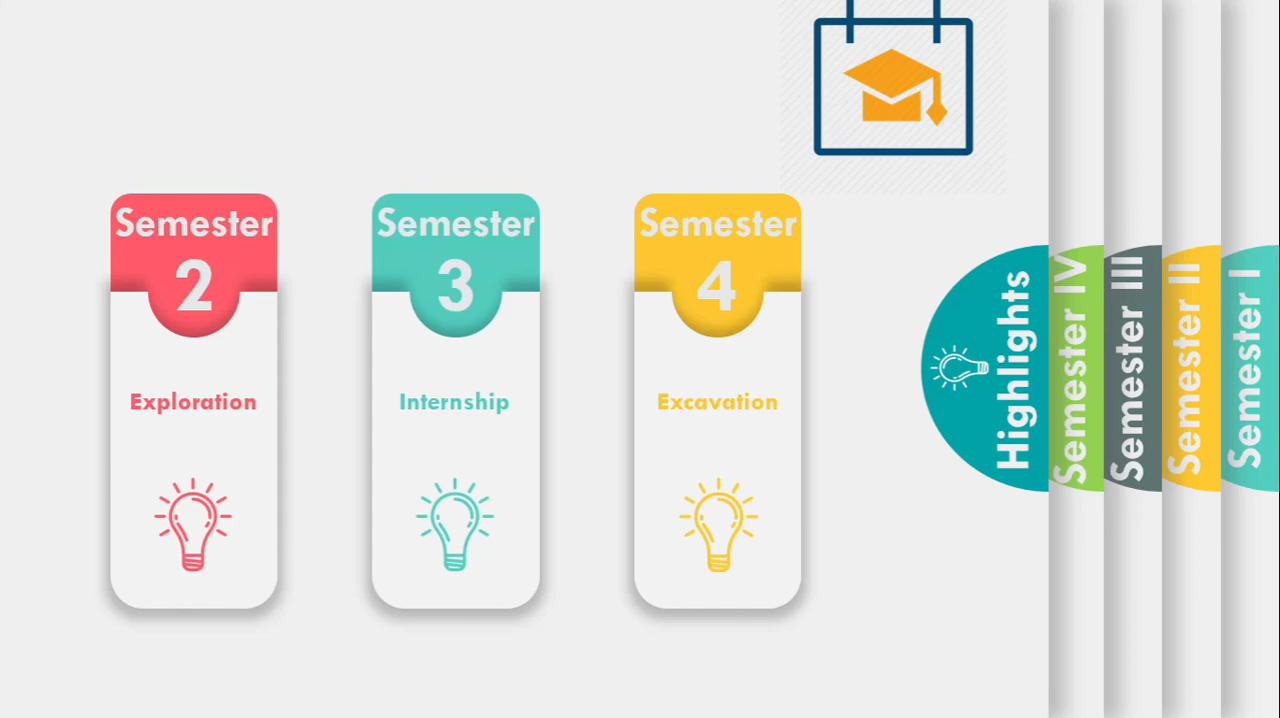 Semester
2
Exploration
Semester
3
Internship
Semester
4
Excavation
Highlights
Semester IV
Semester III
Semester II
Semester I